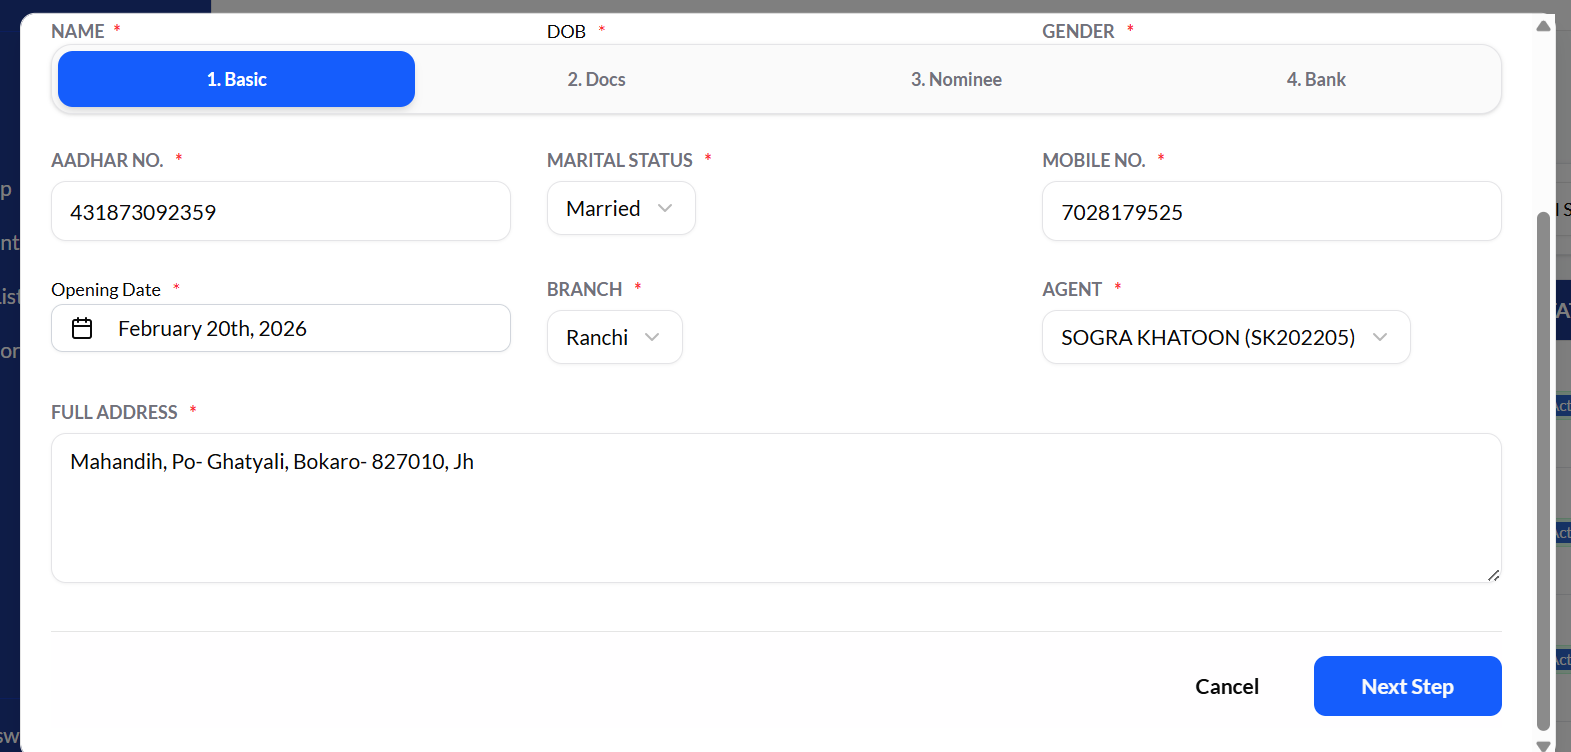 NAME * DOB * GENDER *
1. Basic 2. Docs 3. Nominee 4. Bank
AADHAR NO. * MARITAL STATUS * MOBILE NO. *
431873092359 Married 7028179525
Opening Date * BRANCH * AGENT *
February 20th, 2026 Ranchi SOGRA KHATOON (SK202205)
FULL ADDRESS *
Mahandih, Po- Ghatyali, Bokaro- 827010, Jh
Cancel Next Step